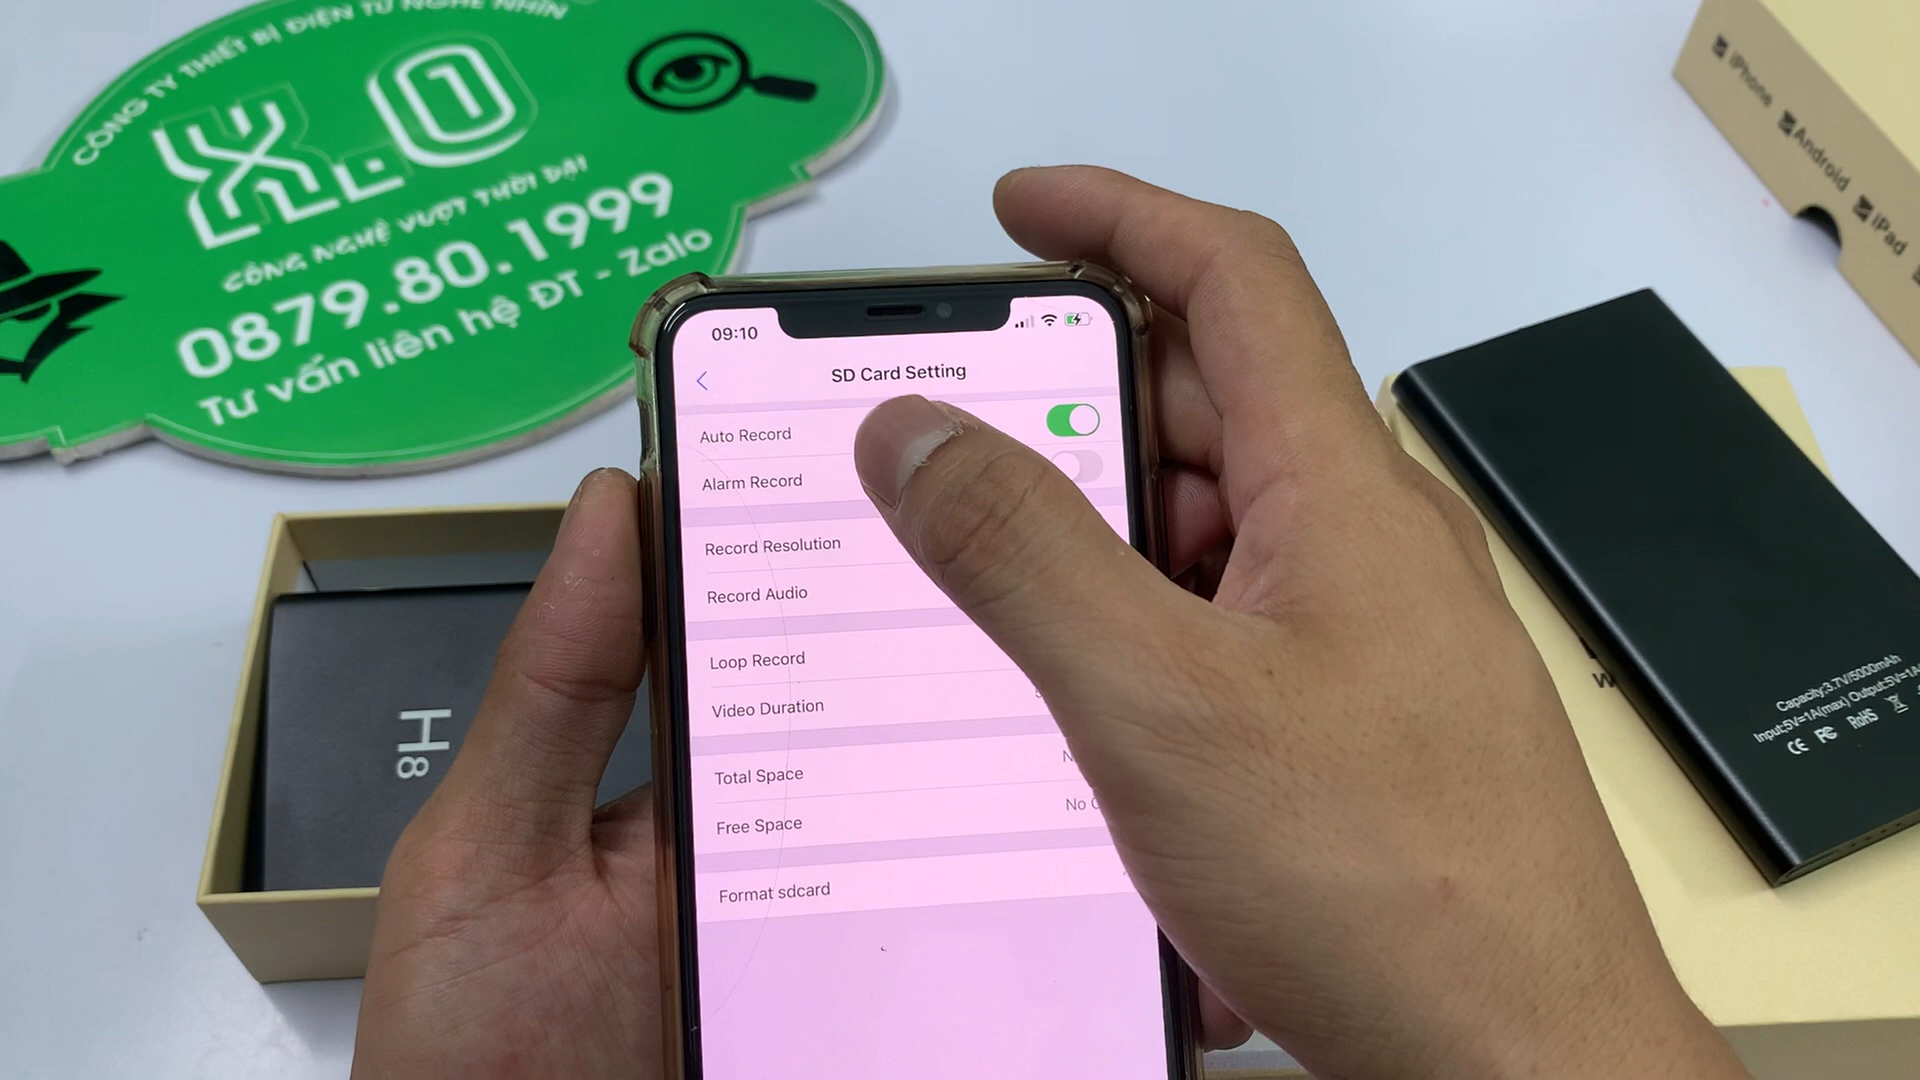 CÔNG TY THIẾT BỊ ĐIỆN TỬ NGHE NHÌN
X.O
CÔNG NGHỆ VƯỢT THỜI ĐẠI
0879.80.1999
Tư vấn liên hệ ĐT - Zalo
iPhone Android iPad
09:10
SD Card Setting
Auto Record
Alarm Record
Record Resolution
Record Audio
Loop Record
Video Duration
Total Space
Free Space
No
Format sdcard
H8
Capacity:3.7V/5000mAh
Input:5V=1A(max) Output:5V=1A
CE FC RoHS